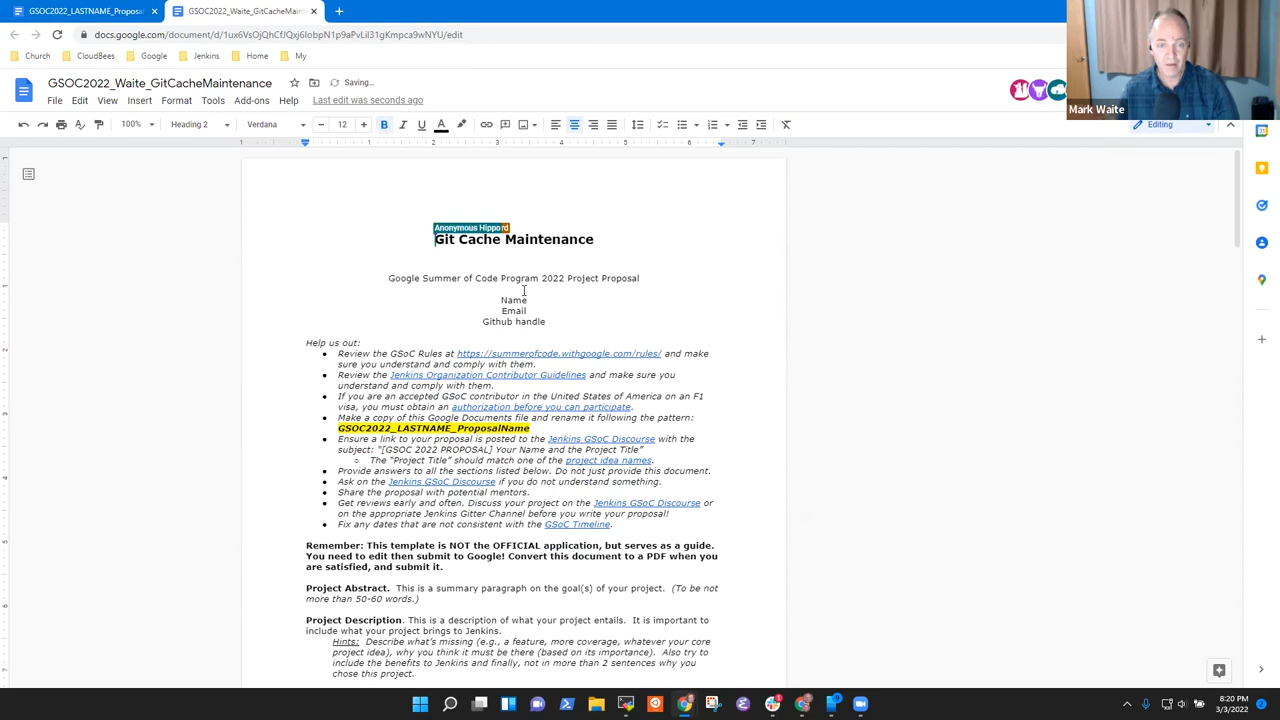 GSOC2022_LASTNAME_Proposal
GSOC2022_Waite_GitCacheMaint
docs.google.com/document/d/1ux6VsOjQhCfJQxj6IobpN1p9aPvLil31gKmpca9wNYU/edit
Church
CloudBees
Google
Jenkins
Home
My
GSOC2022_Waite_GitCacheMaintenance
Saving...
File Edit View Insert Format Tools Add-ons Help Last edit was seconds ago
Mark Waite
100%
Heading 2
Verdana
12
Editing
1 1 2 3 4 5 6 7
Anonymous Hippo
Git Cache Maintenance
Google Summer of Code Program 2022 Project Proposal
Name
Email
Github handle
Help us out:
● Review the GSoC Rules at https://summerofcode.withgoogle.com/rules/ and make
sure you understand and comply with them.
● Review the Jenkins Organization Contributor Guidelines and make sure you
understand and comply with them.
● If you are an accepted GSoC contributor in the United States of America on an F1
visa, you must obtain an authorization before you can participate.
● Make a copy of this Google Documents file and rename it following the pattern:
GSOC2022_LASTNAME_ProposalName
● Ensure a link to your proposal is posted to the Jenkins GSoC Discourse with the
subject: "[GSOC 2022 PROPOSAL] Your Name and the Project Title"
○ The "Project Title" should match one of the project idea names.
● Provide answers to all the sections listed below. Do not just provide this document.
● Ask on the Jenkins GSoC Discourse if you do not understand something.
● Share the proposal with potential mentors.
● Get reviews early and often. Discuss your project on the Jenkins GSoC Discourse or
on the appropriate Jenkins Gitter Channel before you write your proposal!
● Fix any dates that are not consistent with the GSoC Timeline.
Remember: This template is NOT the OFFICIAL application, but serves as a guide.
You need to edit then submit to Google! Convert this document to a PDF when you
are satisfied, and submit it.
Project Abstract. This is a summary paragraph on the goal(s) of your project. (To be not
more than 50-60 words.)
Project Description. This is a description of what your project entails. It is important to
include what your project brings to Jenkins.
Hints: Describe what's missing (e.g., a feature, more coverage, whatever your core
project idea), why you think it must be there (based on its importance). Also try to
include the benefits to Jenkins and finally, not in more than 2 sentences why you
chose this project.
8:20 PM
3/3/2022